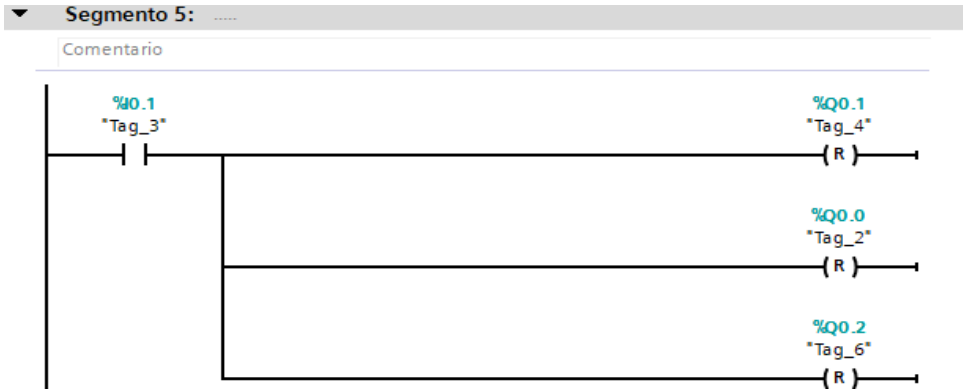 Segmento 5: .....
Comentario
%I0.1
"Tag_3"
%Q0.1
"Tag_4"
( R )
%Q0.0
"Tag_2"
( R )
%Q0.2
"Tag_6"
( R )